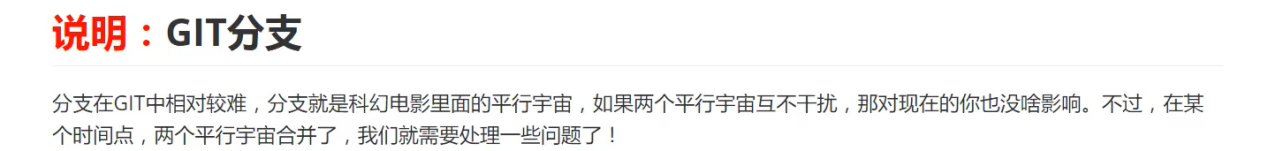 说明：GIT分支
分支在GIT中相对较难，分支就是科幻电影里面的平行宇宙，如果两个平行宇宙互不干扰，那对现在的你也没啥影响。不过，在某
个时间点，两个平行宇宙合并了，我们就需要处理一些问题了！